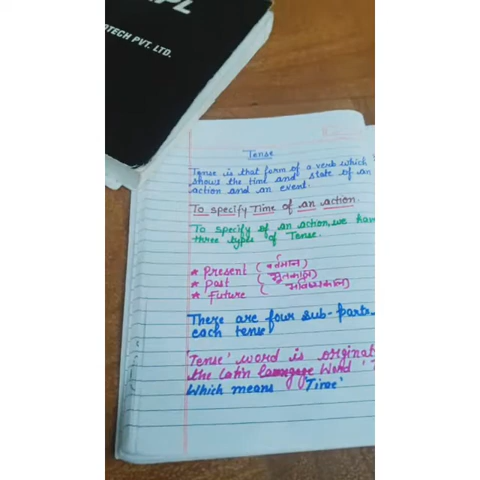 PL
OTECH PVT. LTD.
Tense
Tense is that form of a verb which
shows the time and state of an
action and an event.
To specify Time of an action.
To specify of an action, we hav
three types of Tense.
* Present (वर्तमान)
* Past (भूतकाल)
* Future (भविष्यकाल)
There are four sub-parts
each tense
'Tense' word is originat
the Latin Word '
Which means 'Time'